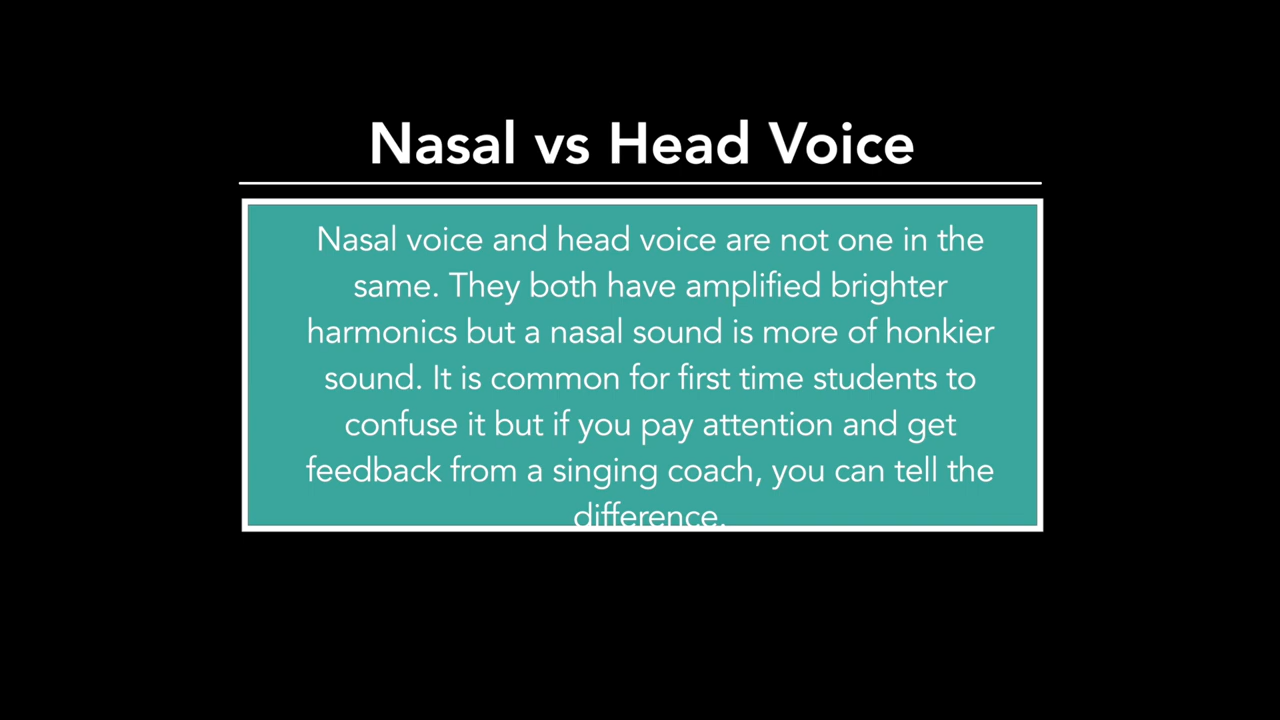 Nasal vs Head Voice
Nasal voice and head voice are not one in the
same. They both have amplified brighter
harmonics but a nasal sound is more of honkier
sound. It is common for first time students to
confuse it but if you pay attention and get
feedback from a singing coach, you can tell the
difference.